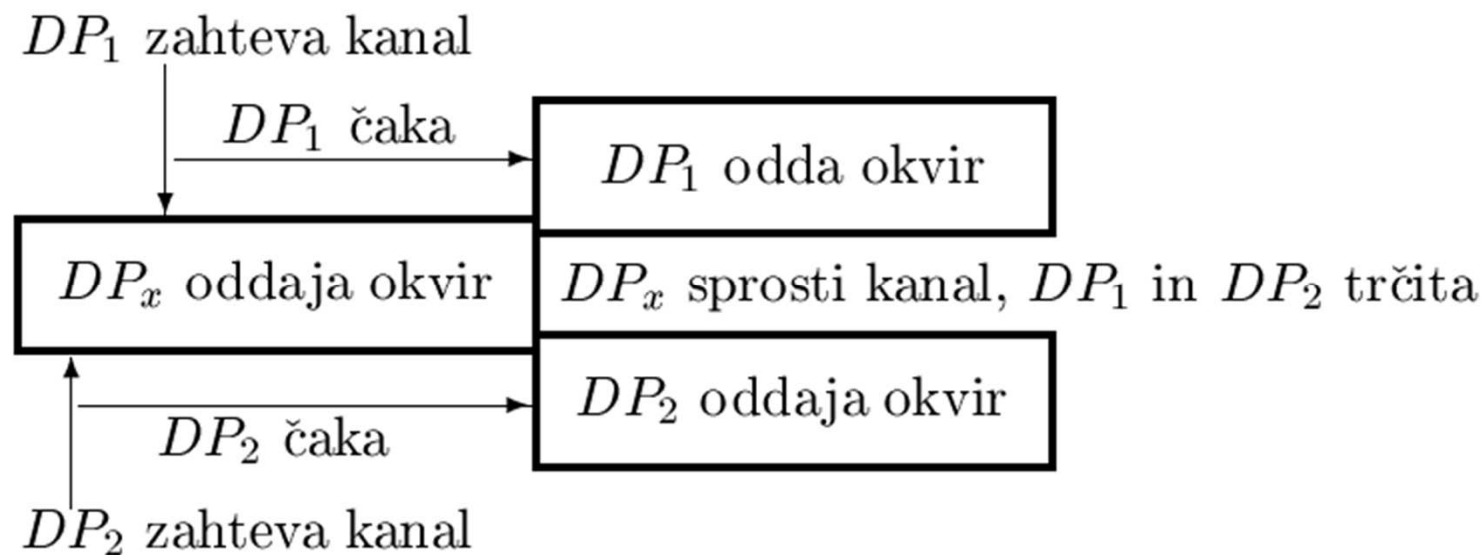 DP₁ zahteva kanal
DP₁ čaka
DP₁ odda okvir
DPₓ oddaja okvir
DPₓ sprosti kanal, DP₁ in DP₂ trčita
DP₂ oddaja okvir
DP₂ čaka
DP₂ zahteva kanal